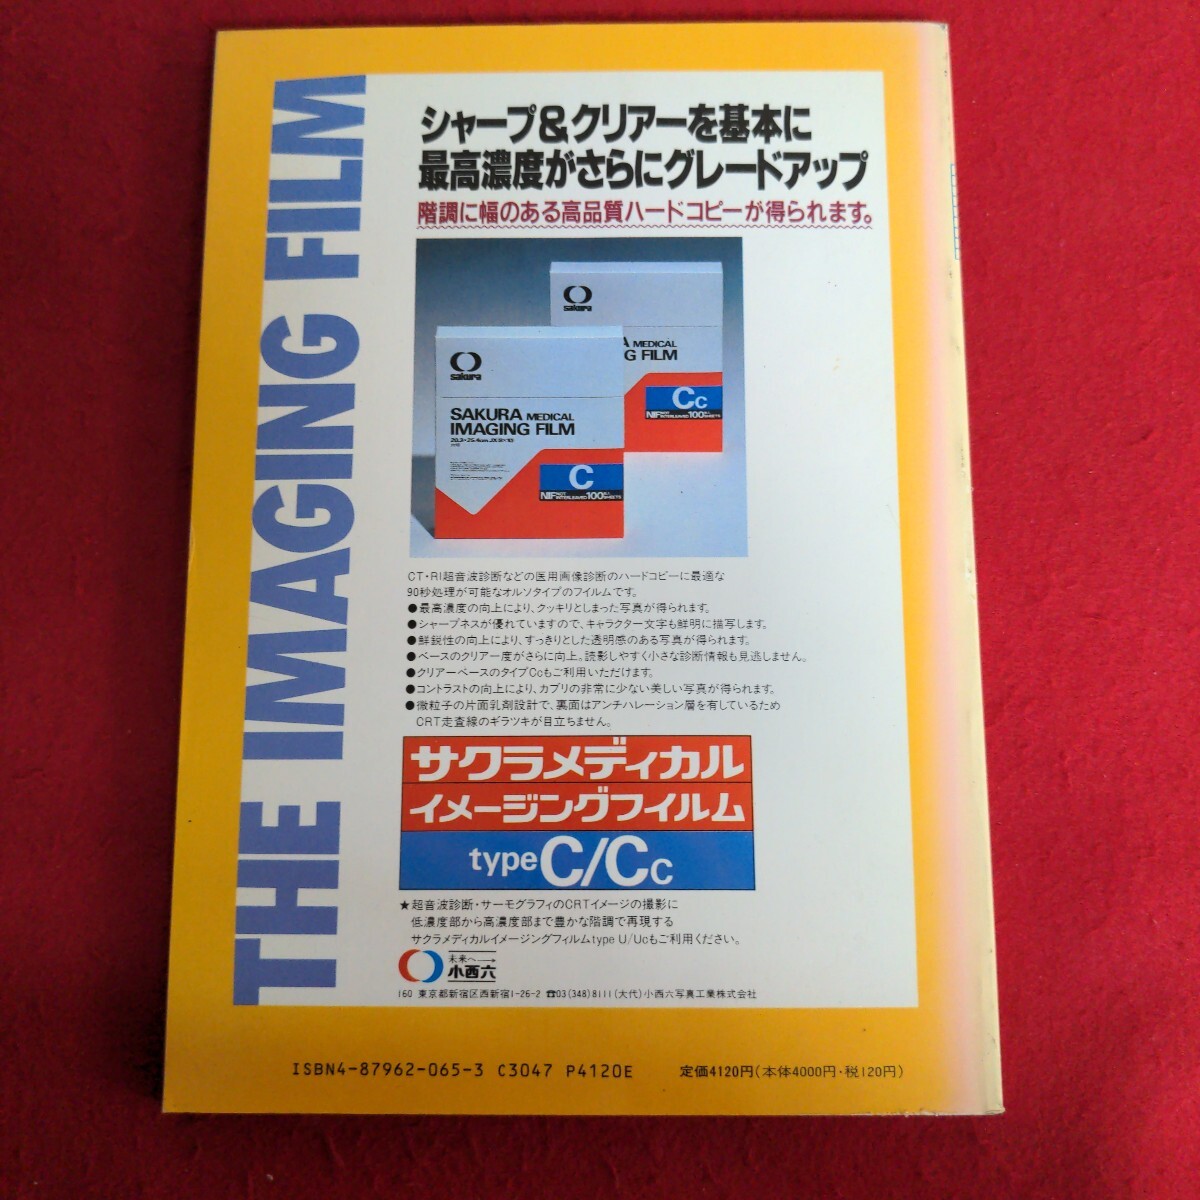 THE IMAGING FILM
シャープ&クリアーを基本に
最高濃度がさらにグレードアップ
階調に幅のある高品質ハードコピーが得られます。
sakura
A MEDICAL
G FILM
Cc
NIF NOT INTERLEAVED 100 SHEETS
sakura
SAKURA MEDICAL
IMAGING FILM
C
NIF NOT INTERLEAVED 100 SHEETS
CT・RI超音波診断などの医用画像診断のハードコピーに最適な
90秒処理が可能なオルソタイプのフイルムです。
●最高濃度の向上により、クッキリとしまった写真が得られます。
●シャープネスが優れていますので、キャラクター文字も鮮明に描写します。
●鮮鋭性の向上により、すっきりとした透明感のある写真が得られます。
●ベースのクリアー度がさらに向上。読影しやすく小さな診断情報も見逃しません。
●クリアーベースのタイプCcもご利用いただけます。
●コントラストの向上により、カブリの非常に少ない美しい写真が得られます。
●微粒子の片面乳剤設計で、裏面はアンチハレーション層を有しているため
CRT走査線のギラツキが目立ちません。
サクラメディカル
イメージングフイルム
type C/Cc
★超音波診断・サーモグラフィのCRTイメージの撮影に
低濃度部から高濃度部まで豊かな階調で再現する
サクラメディカルイメージングフィルムtype U/Ucもご利用ください。
未来へ→
小西六
160 東京都新宿区西新宿1-26-2 ☎03(348)8111(大代)小西六写真工業株式会社
ISBN4-87962-065-3 C3047 P4120E
定価4120円(本体4000円・税120円)